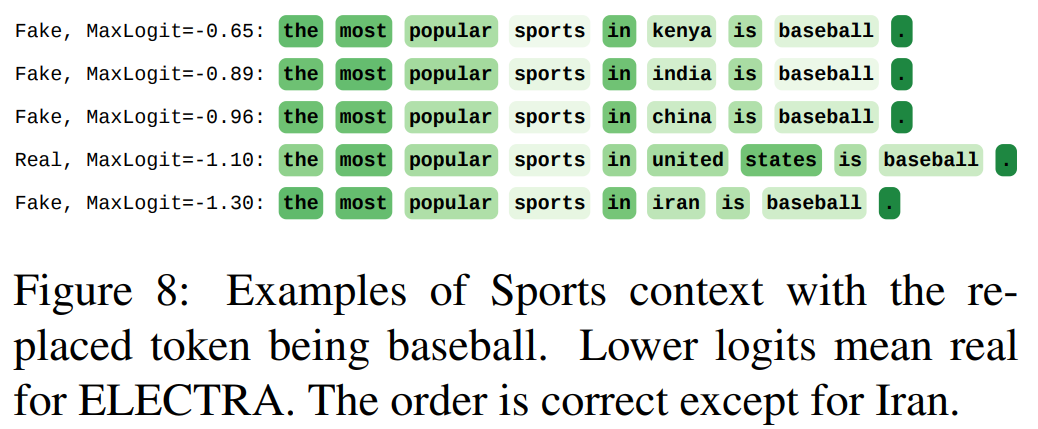 Fake, MaxLogit=-0.65: the most popular sports in kenya is baseball .
Fake, MaxLogit=-0.89: the most popular sports in india is baseball .
Fake, MaxLogit=-0.96: the most popular sports in china is baseball .
Real, MaxLogit=-1.10: the most popular sports in united states is baseball .
Fake, MaxLogit=-1.30: the most popular sports in iran is baseball .
Figure 8: Examples of Sports context with the re-
placed token being baseball. Lower logits mean real
for ELECTRA. The order is correct except for Iran.